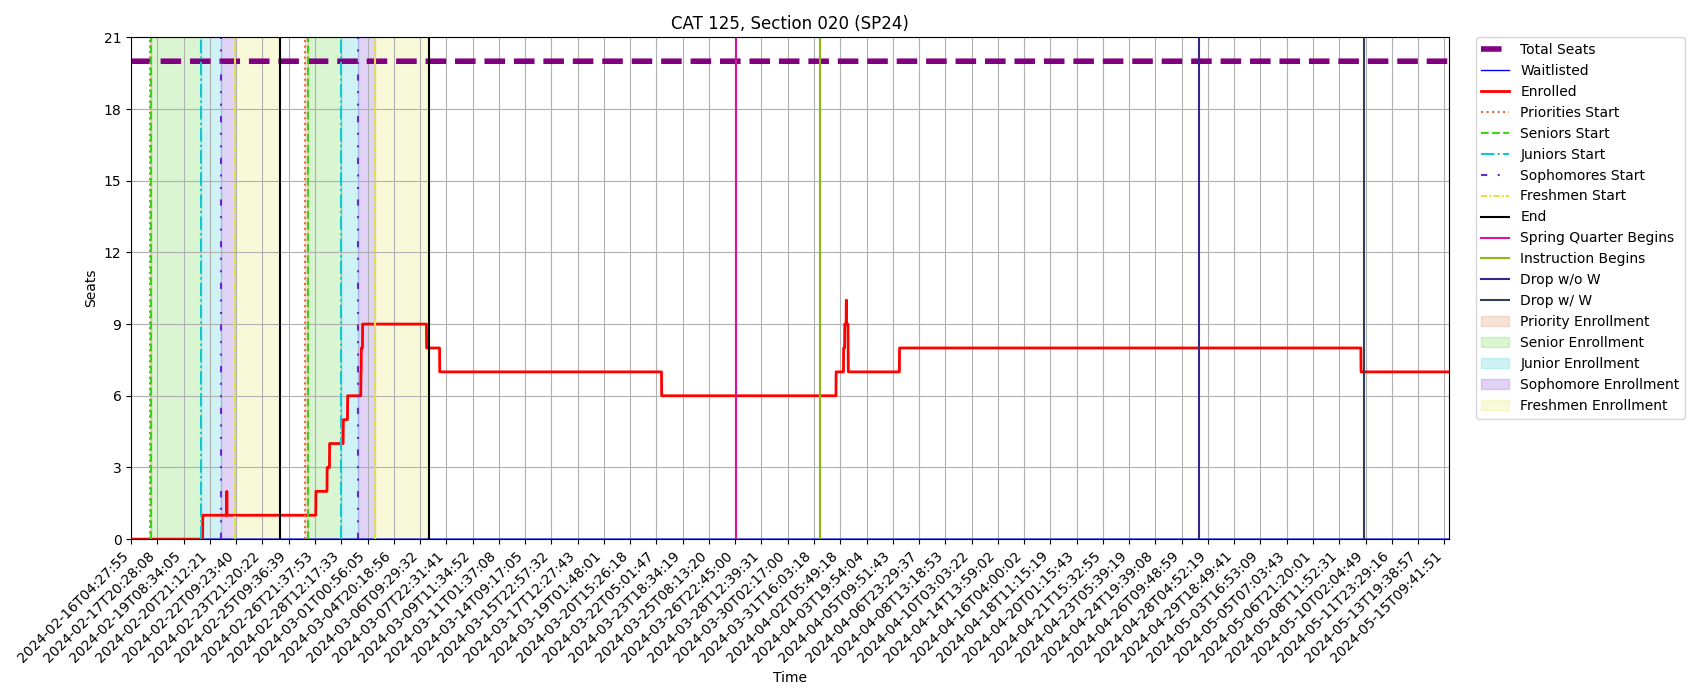 CAT 125, Section 020 (SP24)
21
18
15
12
9
6
3
0
Seats
2024-02-16T04:27:55
2024-02-17T20:28:08
2024-02-19T08:34:05
2024-02-20T21:12:21
2024-02-22T09:23:40
2024-02-23T21:20:22
2024-02-25T09:36:39
2024-02-26T21:37:53
2024-02-28T12:17:33
2024-03-01T00:56:05
2024-03-04T20:18:56
2024-03-06T09:29:32
2024-03-07T22:31:41
2024-03-11T01:34:52
2024-03-12T11:37:08
2024-03-14T09:17:05
2024-03-15T22:57:32
2024-03-17T12:27:43
2024-03-19T01:48:01
2024-03-20T15:26:18
2024-03-22T05:01:47
2024-03-23T18:34:19
2024-03-25T08:13:20
2024-03-26T22:45:00
2024-03-28T12:39:31
2024-03-30T02:17:00
2024-03-31T16:03:18
2024-04-02T05:49:18
2024-04-03T19:54:04
2024-04-05T09:51:43
2024-04-06T23:29:37
2024-04-08T13:18:53
2024-04-10T03:03:22
2024-04-14T13:59:02
2024-04-16T04:00:02
2024-04-18T11:15:19
2024-04-20T01:15:43
2024-04-21T15:32:55
2024-04-23T05:39:19
2024-04-24T19:39:08
2024-04-26T09:48:59
2024-04-28T04:52:19
2024-04-29T18:49:41
2024-05-03T16:53:09
2024-05-05T07:03:43
2024-05-06T21:20:01
2024-05-08T11:52:31
2024-05-10T02:04:49
2024-05-11T23:29:16
2024-05-13T19:38:57
2024-05-15T09:41:51
Time
Total Seats
Waitlisted
Enrolled
Priorities Start
Seniors Start
Juniors Start
Sophomores Start
Freshmen Start
End
Spring Quarter Begins
Instruction Begins
Drop w/o W
Drop w/ W
Priority Enrollment
Senior Enrollment
Junior Enrollment
Sophomore Enrollment
Freshmen Enrollment